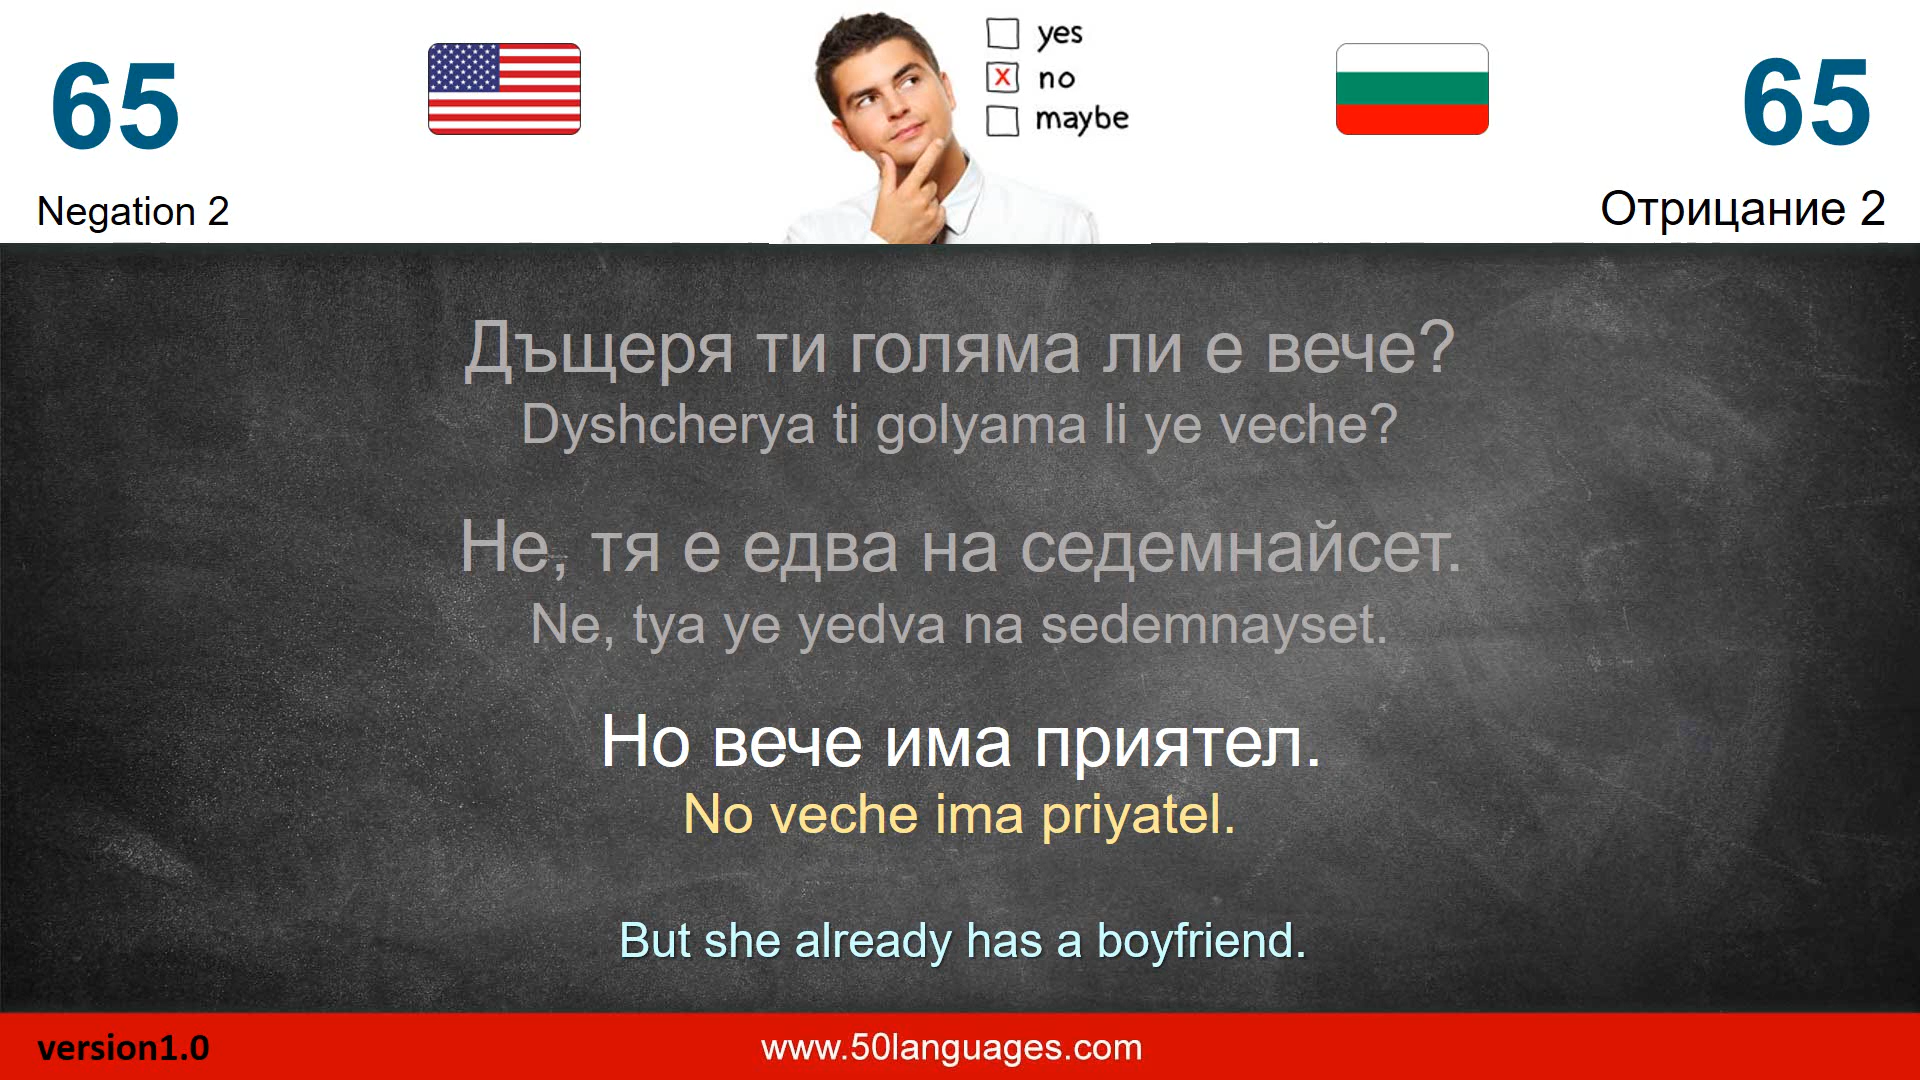 65
yes
x no
maybe
65
Negation 2
Отрицание 2
Дъщеря ти голяма ли е вече?
Dyshcherya ti golyama li ye veche?
Не, тя е едва на седемнайсет.
Ne, tya ye yedva na sedemnayset.
Но вече има приятел.
No veche ima priyatel.
But she already has a boyfriend.
version1.0
www.50languages.com